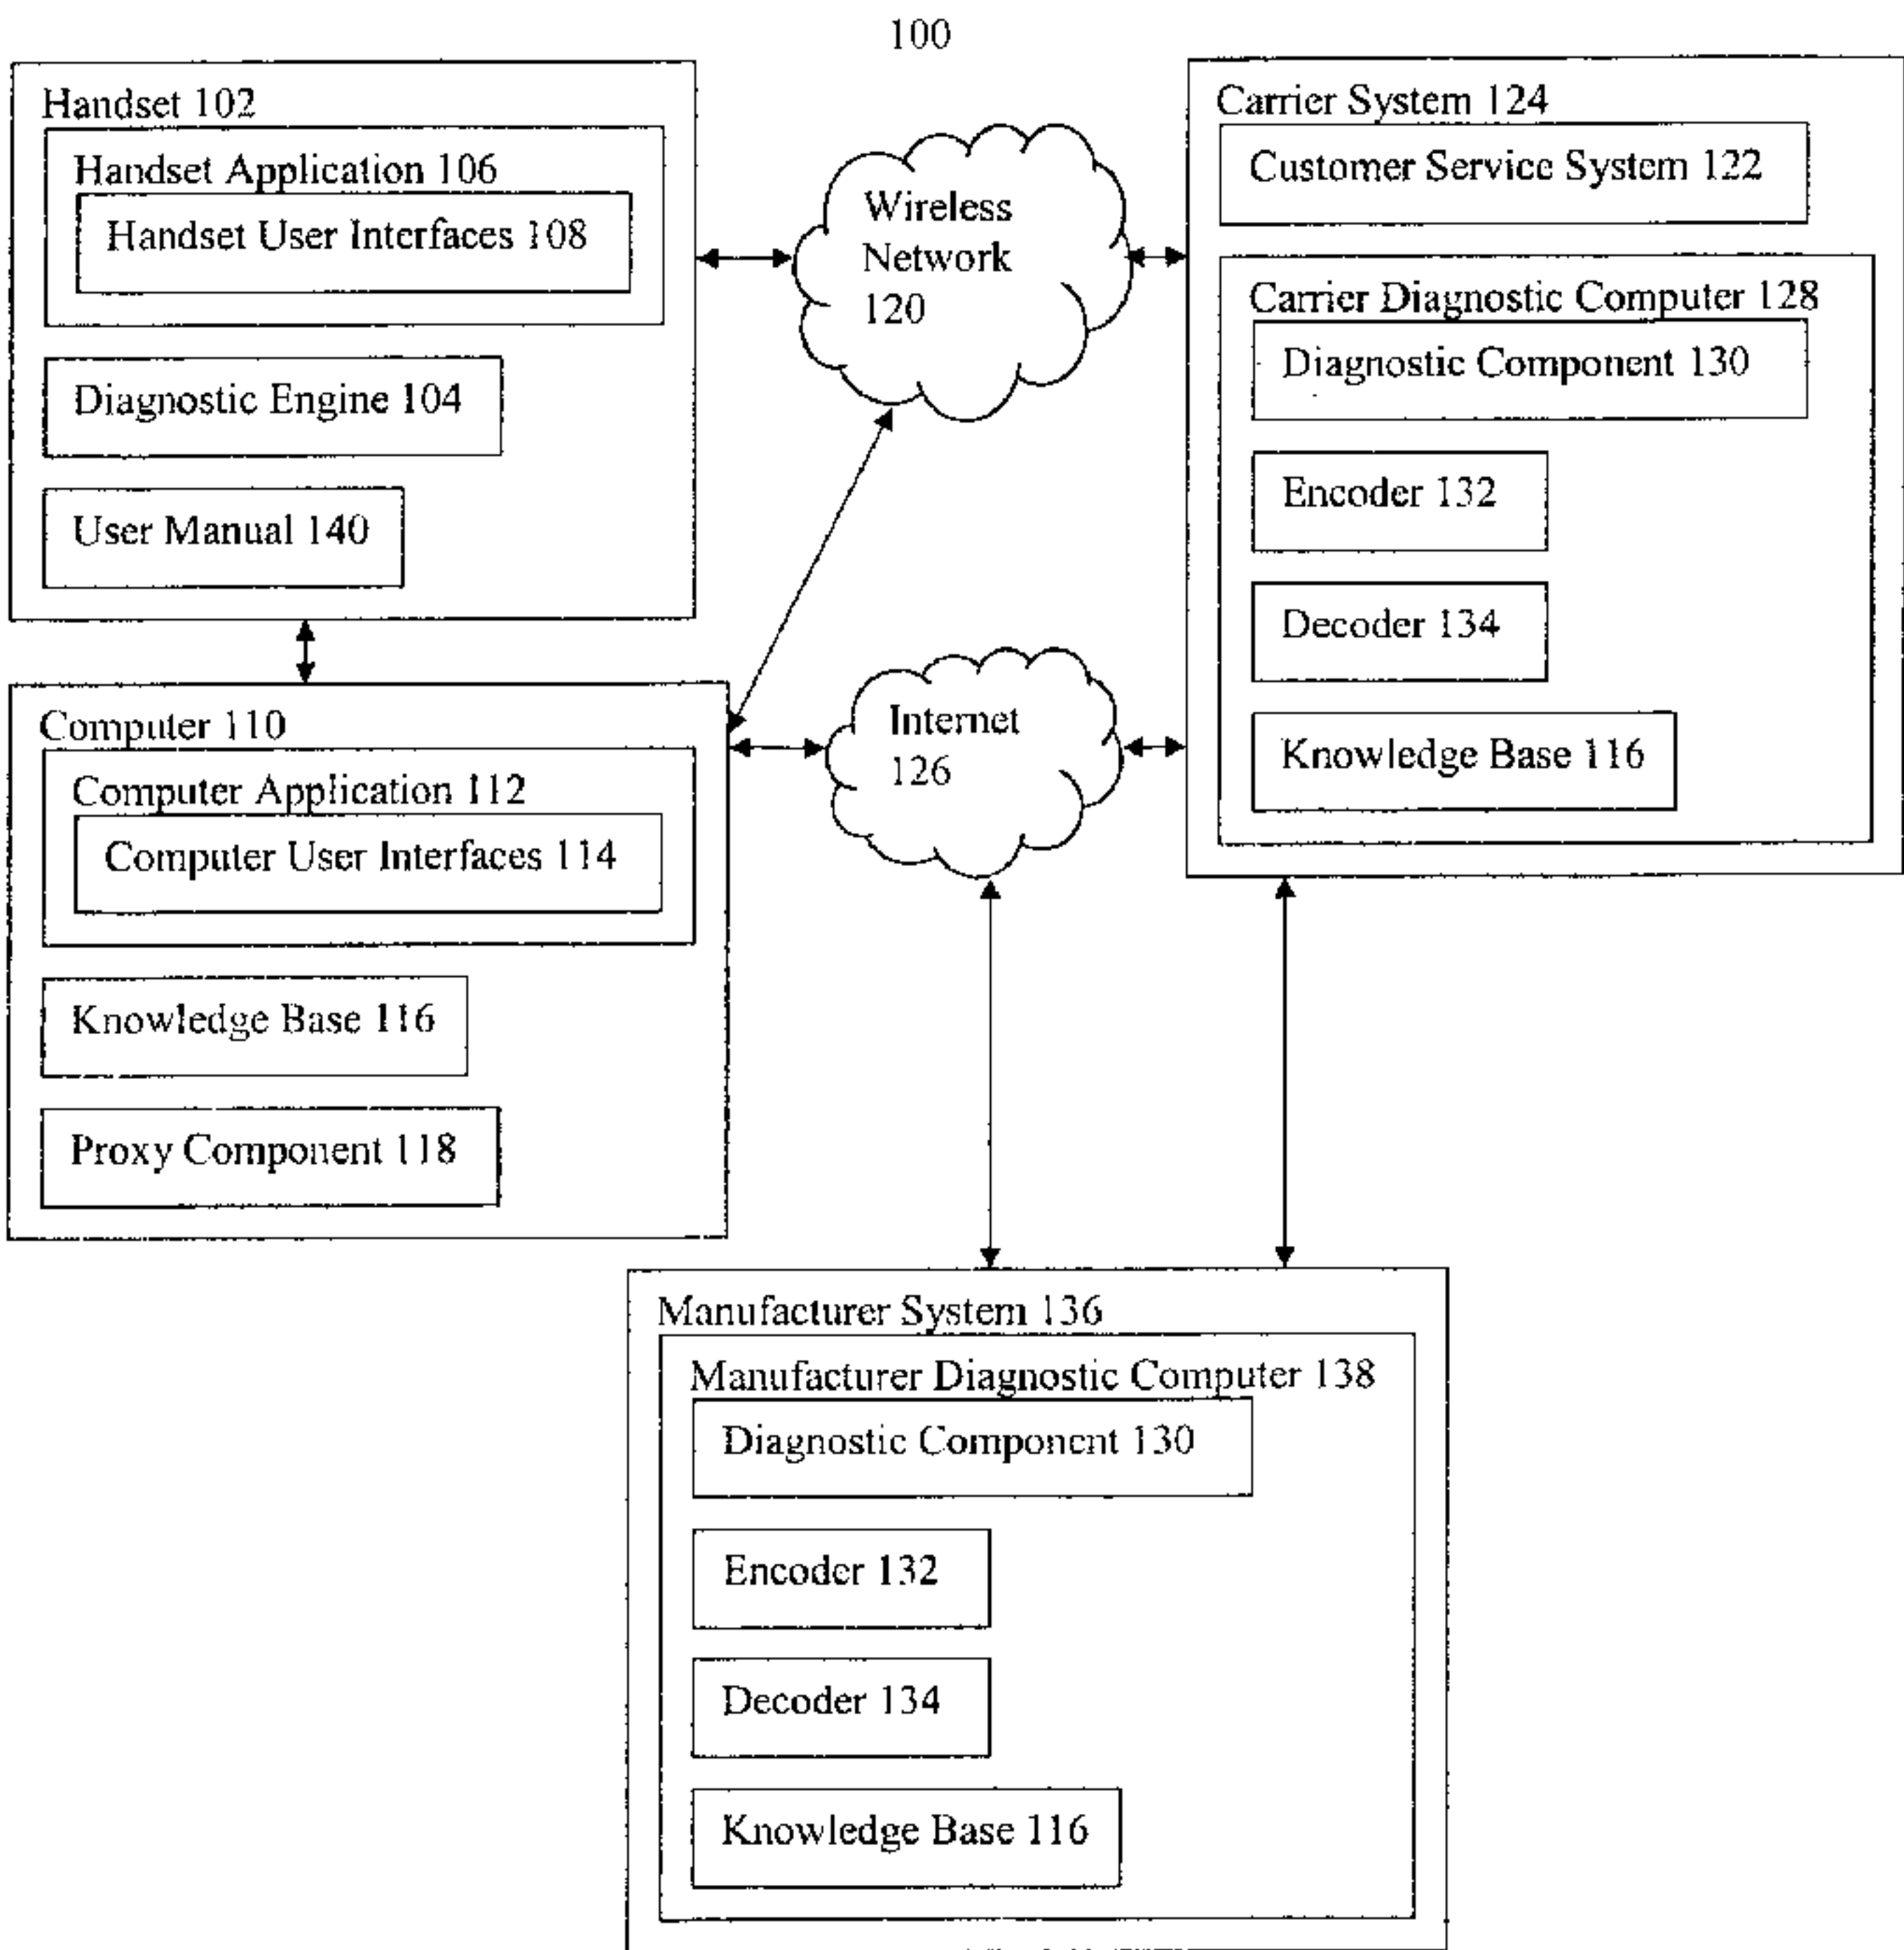 100
Handset 102
Handset Application 106
Handset User Interfaces 108
Diagnostic Engine 104
User Manual 140
Wireless
Network
120
Carrier System 124
Customer Service System 122
Carrier Diagnostic Computer 128
Diagnostic Component 130
Encoder 132
Decoder 134
Knowledge Base 116
Computer 110
Computer Application 112
Computer User Interfaces 114
Knowledge Base 116
Proxy Component 118
Internet
126
Manufacturer System 136
Manufacturer Diagnostic Computer 138
Diagnostic Component 130
Encoder 132
Decoder 134
Knowledge Base 116